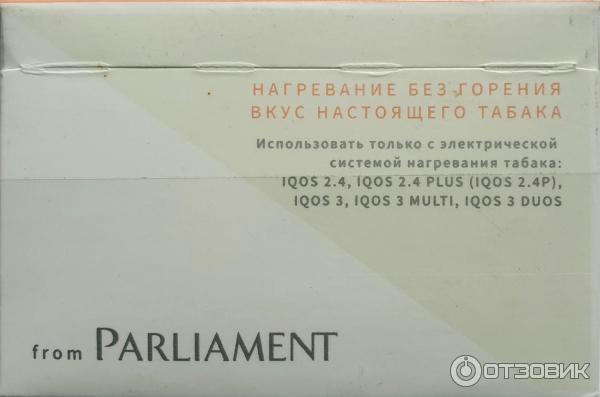 НАГРЕВАНИЕ БЕЗ ГОРЕНИЯ
ВКУС НАСТОЯЩЕГО ТАБАКА
Использовать только с электрической
системой нагревания табака:
IQOS 2.4, IQOS 2.4 PLUS (IQOS 2.4P),
IQOS 3, IQOS 3 MULTI, IQOS 3 DUOS
from PARLIAMENT
ОТЗОВИК